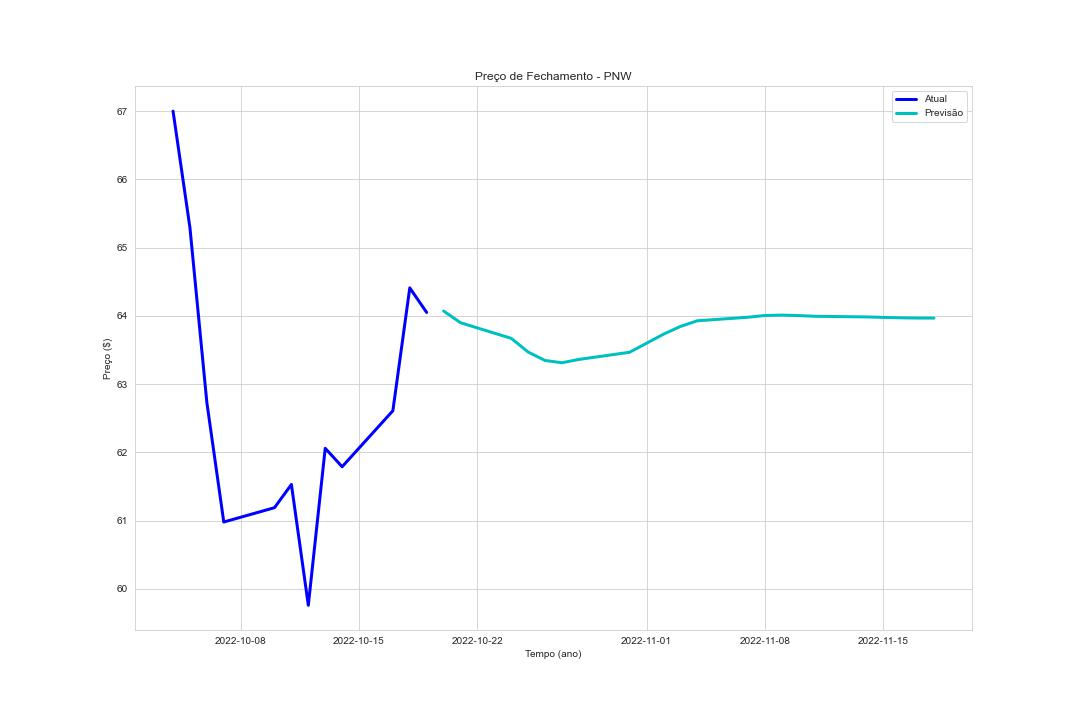 Preço de Fechamento - PNW
Atual
Previsão
67
66
65
64
63
62
61
60
Preço ($)
2022-10-08
2022-10-15
2022-10-22
2022-11-01
2022-11-08
2022-11-15
Tempo (ano)